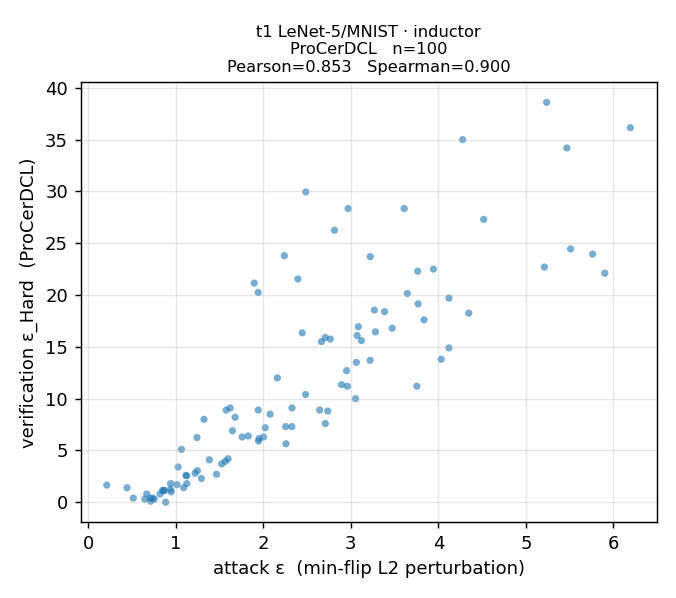 t1 LeNet-5/MNIST · inductor
ProCerDCL   n=100
Pearson=0.853   Spearman=0.900
verification ε_Hard  (ProCerDCL)
40
35
30
25
20
15
10
5
0
0 1 2 3 4 5 6
attack ε  (min-flip L2 perturbation)